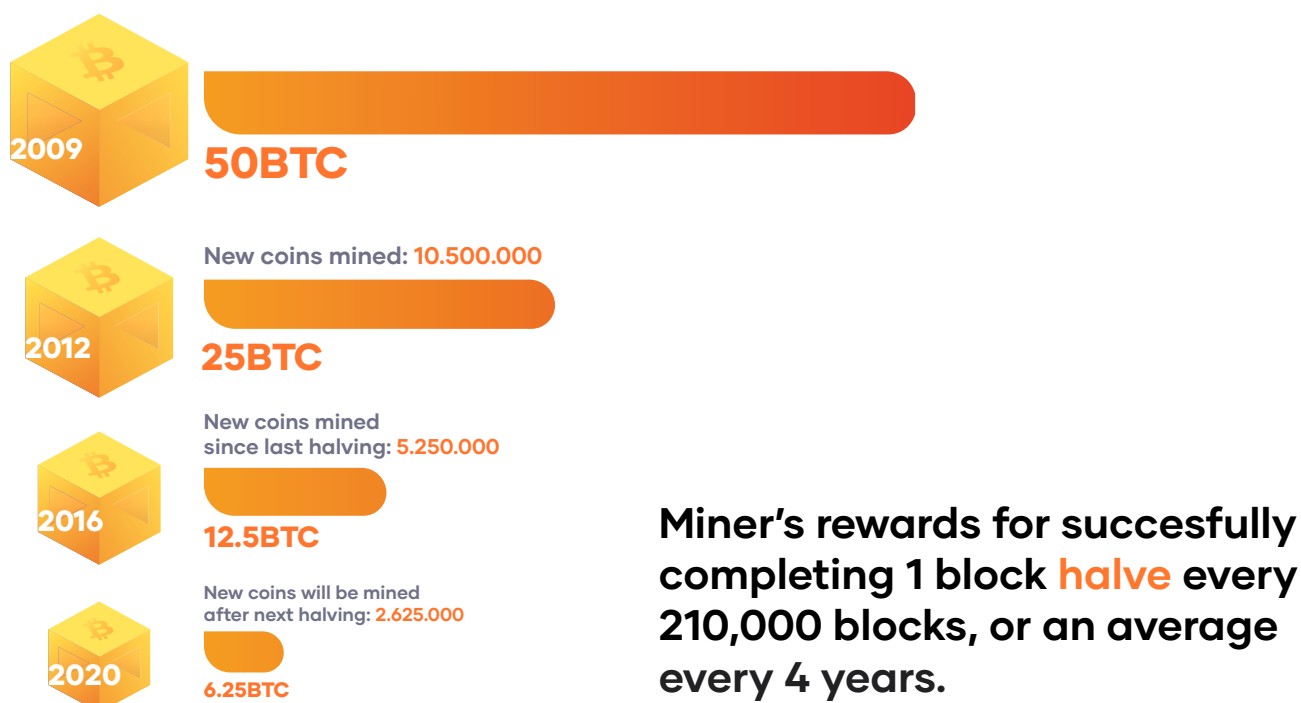 2009
50BTC
New coins mined: 10.500.000
2012
25BTC
New coins mined
since last halving: 5.250.000
2016
12.5BTC
New coins will be mined
after next halving: 2.625.000
2020
6.25BTC
Miner’s rewards for succesfully
completing 1 block halve every
210,000 blocks, or an average
every 4 years.